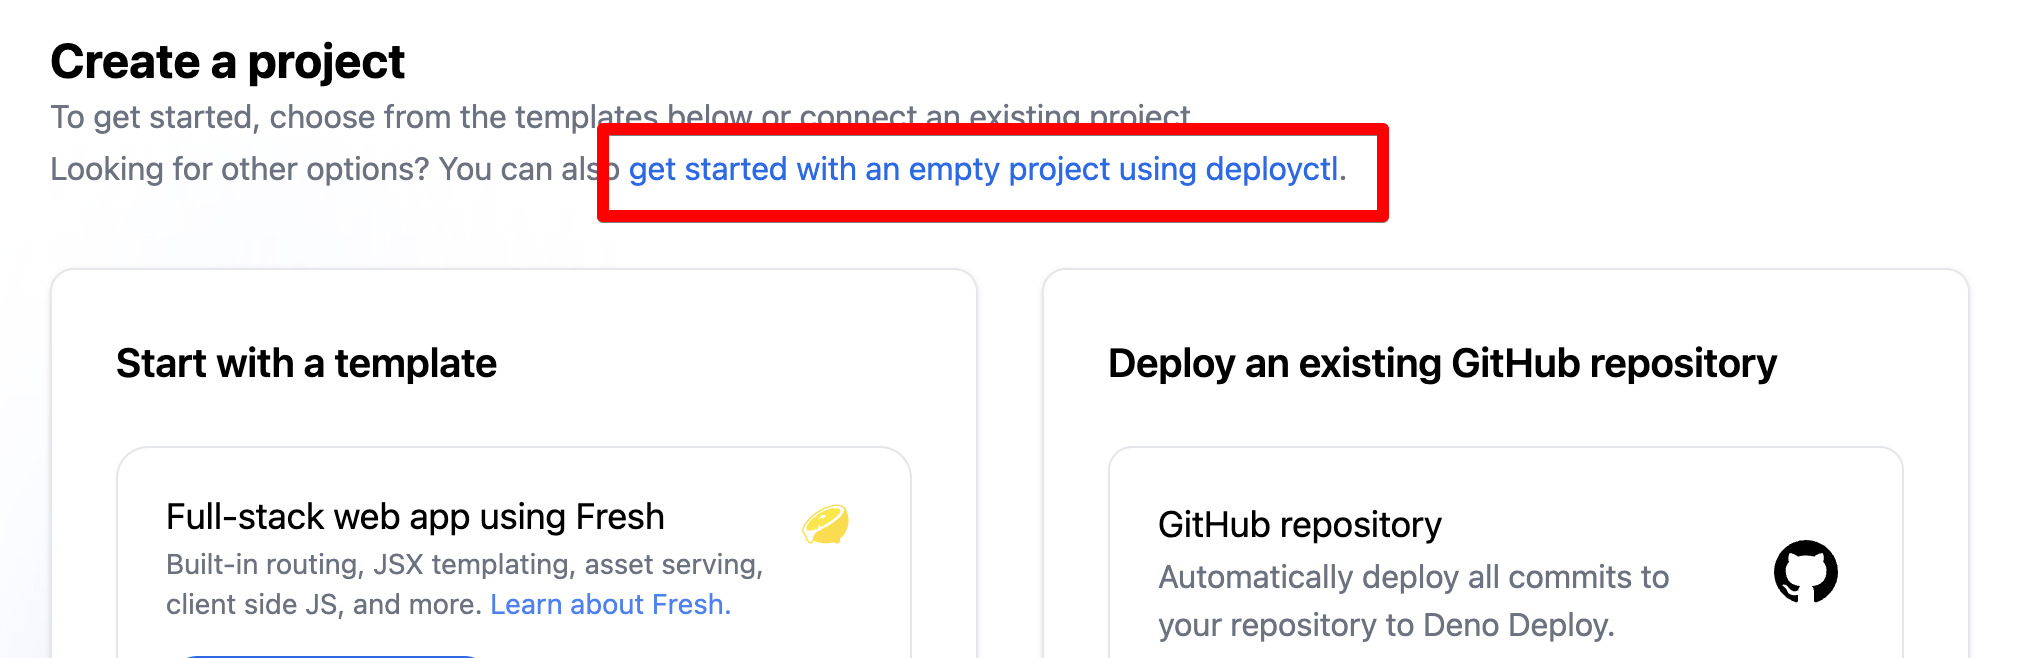 Create a project
To get started, choose from the templates below or connect an existing project
Looking for other options? You can also get started with an empty project using deployctl.
Start with a template
Full-stack web app using Fresh
Built-in routing, JSX templating, asset serving,
client side JS, and more. Learn about Fresh.
Deploy an existing GitHub repository
GitHub repository
Automatically deploy all commits to
your repository to Deno Deploy.